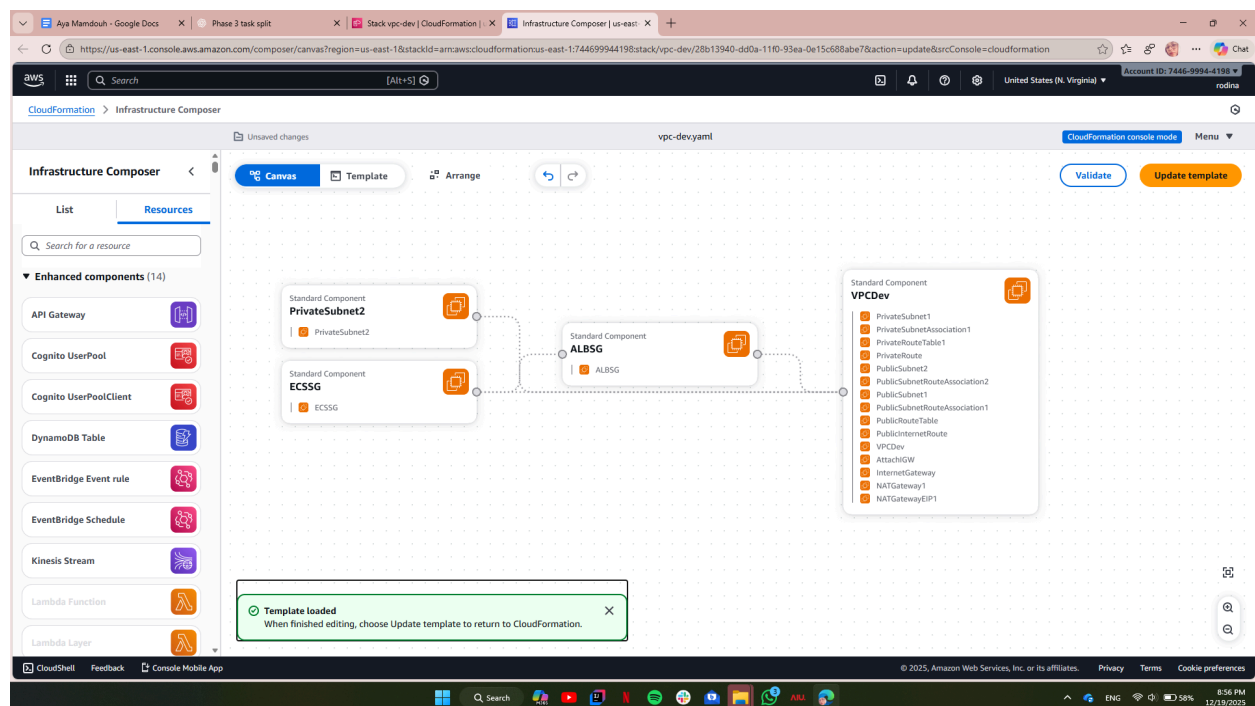 Aya Mamdouh - Google Docs
Phase 3 task split
Stack vpc-dev | CloudFormation |
Infrastructure Composer | us-east-
https://us-east-1.console.aws.amazon.com/composer/canvas?region=us-east-1&stackId=arn:aws:cloudformation:us-east-1:744699944198:stack/vpc-dev/28b13940-dd0a-11f0-93ea-0e15c688abe7&action=update&srcConsole=cloudformation
Chat
aws
Search
[Alt+S]
United States (N. Virginia)
Account ID: 7446-9994-4198
rodina
CloudFormation > Infrastructure Composer
Unsaved changes
vpc-dev.yaml
CloudFormation console mode
Menu
Infrastructure Composer
Canvas
Template
Arrange
Validate
Update template
List
Resources
Search for a resource
Enhanced components (14)
API Gateway
Cognito UserPool
Cognito UserPoolClient
DynamoDB Table
EventBridge Event rule
EventBridge Schedule
Kinesis Stream
Lambda Function
Lambda Layer
Standard Component
PrivateSubnet2
PrivateSubnet2
Standard Component
ECSSG
ECSSG
Standard Component
ALBSG
ALBSG
Standard Component
VPCDev
PrivateSubnet1
PrivateSubnetAssociation1
PrivateRouteTable1
PrivateRoute
PublicSubnet2
PublicSubnetRouteAssociation2
PublicSubnet1
PublicSubnetRouteAssociation1
PublicRouteTable
PublicInternetRoute
VPCDev
AttachIGW
InternetGateway
NATGateway1
NATGatewayEIP1
Template loaded
When finished editing, choose Update template to return to CloudFormation.
CloudShell
Feedback
Console Mobile App
© 2025, Amazon Web Services, Inc. or its affiliates.
Privacy
Terms
Cookie preferences
Search
3
ENG
58%
8:56 PM
12/19/2025